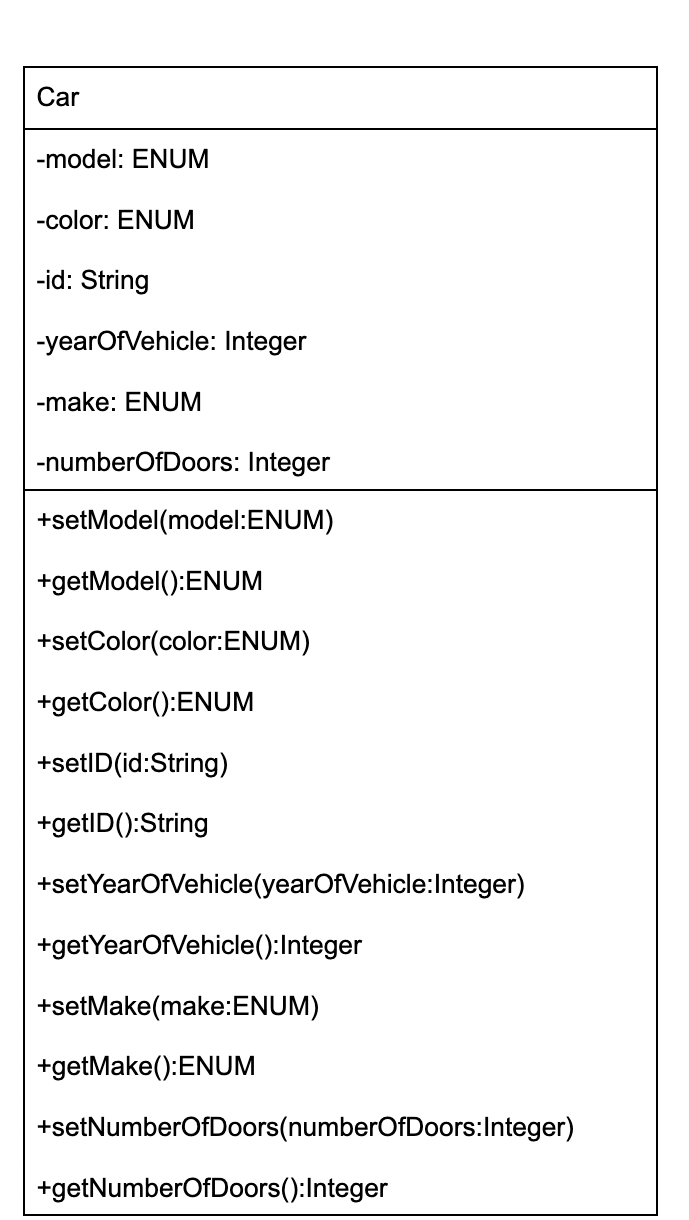 Car
-model: ENUM
-color: ENUM
-id: String
-yearOfVehicle: Integer
-make: ENUM
-numberOfDoors: Integer
+setModel(model:ENUM)
+getModel():ENUM
+setColor(color:ENUM)
+getColor():ENUM
+setID(id:String)
+getID():String
+setYearOfVehicle(yearOfVehicle:Integer)
+getYearOfVehicle():Integer
+setMake(make:ENUM)
+getMake():ENUM
+setNumberOfDoors(numberOfDoors:Integer)
+getNumberOfDoors():Integer